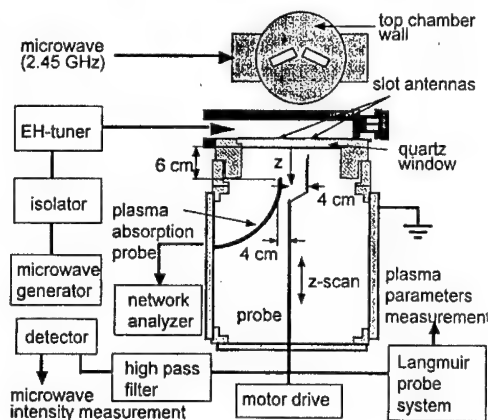 top chamber
wall
microwave
(2.45 GHz)
slot antennas
EH-tuner
quartz
window
z
6 cm
isolator
4 cm
plasma
absorption
probe
4 cm
microwave
generator
z-scan
plasma
parameters
measurement
network
analyzer
probe
detector
high pass
filter
Langmuir
probe
system
microwave
intensity measurement
motor drive